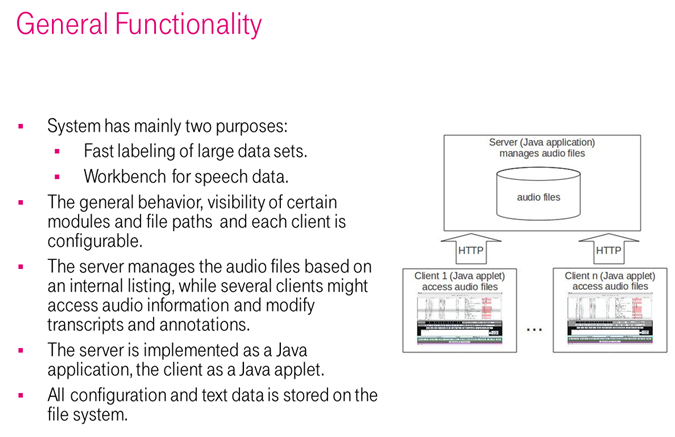 General Functionality
▪ System has mainly two purposes:
▪ Fast labeling of large data sets.
▪ Workbench for speech data.
▪ The general behavior, visibility of certain
modules and file paths and each client is
configurable.
▪ The server manages the audio files based on
an internal listing, while several clients might
access audio information and modify
transcripts and annotations.
▪ The server is implemented as a Java
application, the client as a Java applet.
▪ All configuration and text data is stored on the
file system.
Server (Java application)
manages audio files
audio files
HTTP
HTTP
Client 1 (Java applet)
access audio files
...
Client n (Java applet)
access audio files